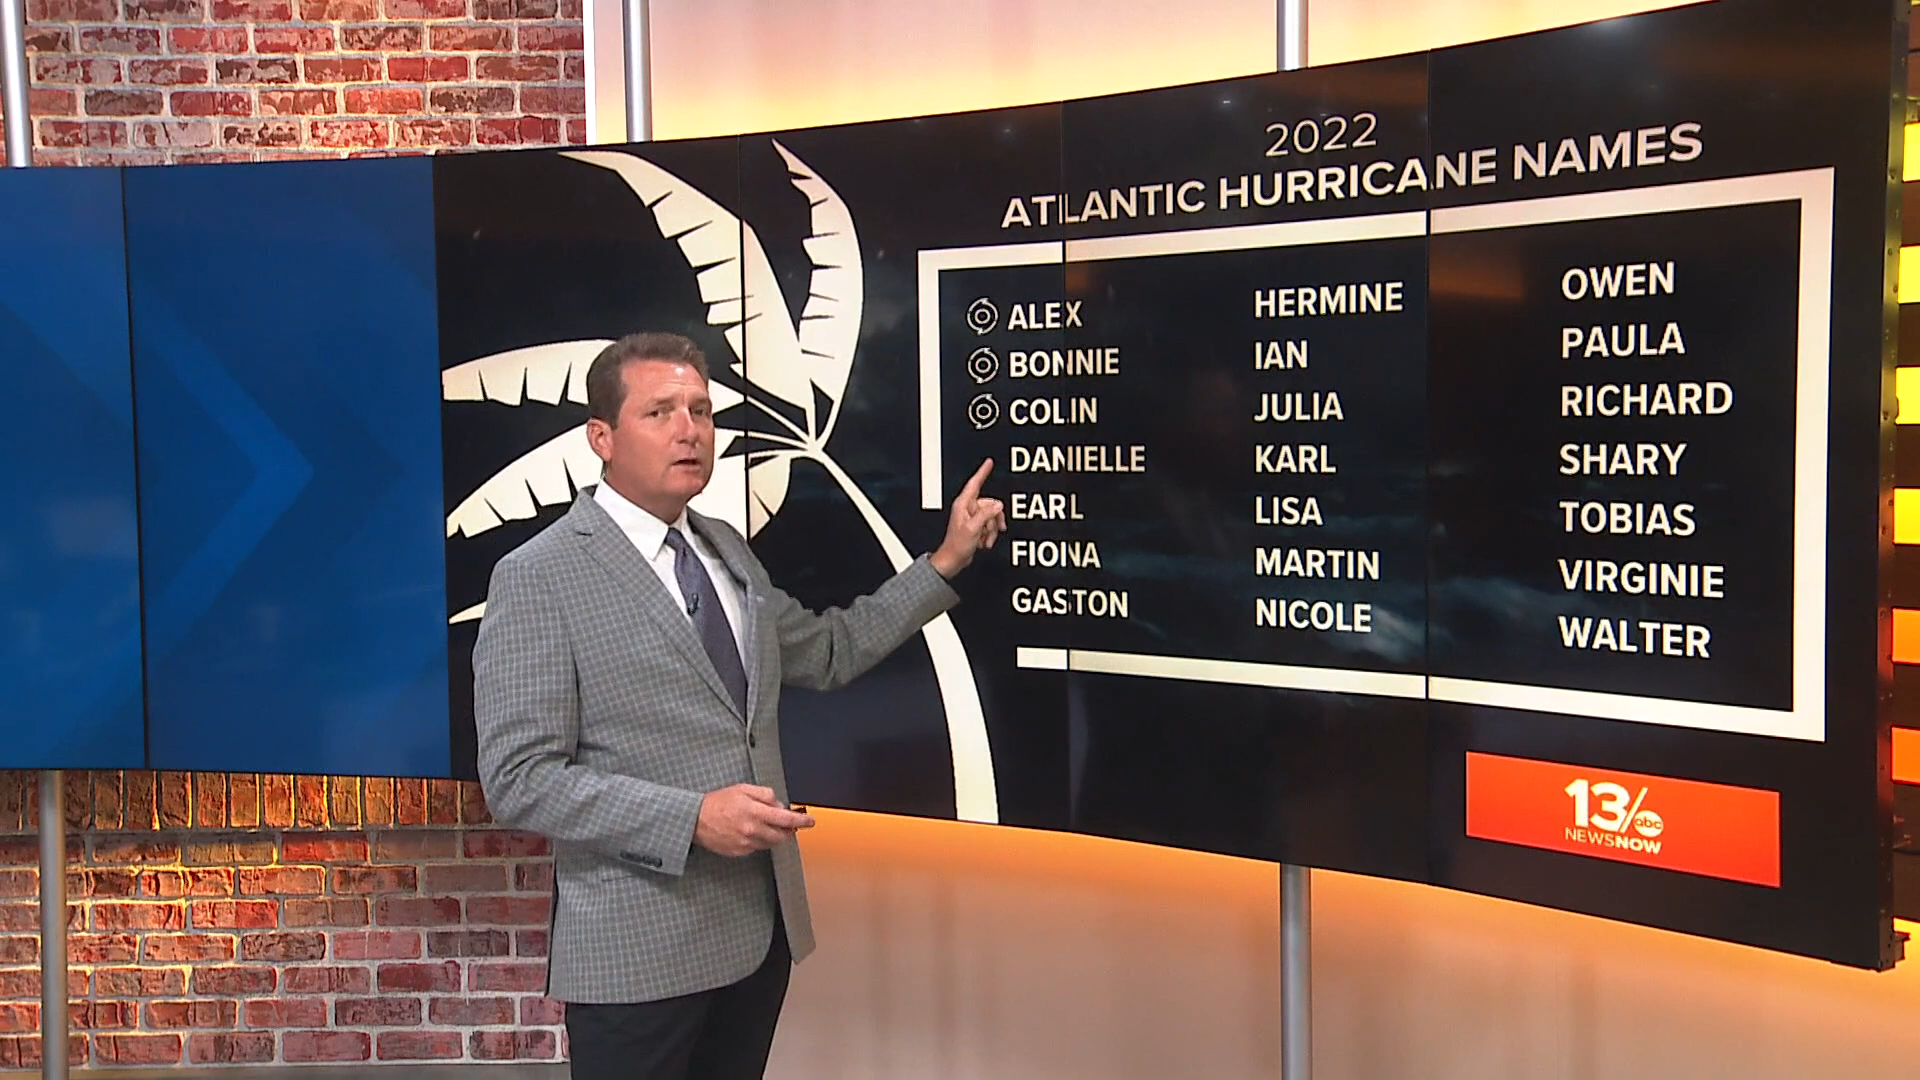 2022
ATLANTIC HURRICANE NAMES
ALEX
BONNIE
COLIN
DANIELLE
EARL
FIONA
GASTON
HERMINE
IAN
JULIA
KARL
LISA
MARTIN
NICOLE
OWEN
PAULA
RICHARD
SHARY
TOBIAS
VIRGINIE
WALTER
13/abc
NEWSNOW